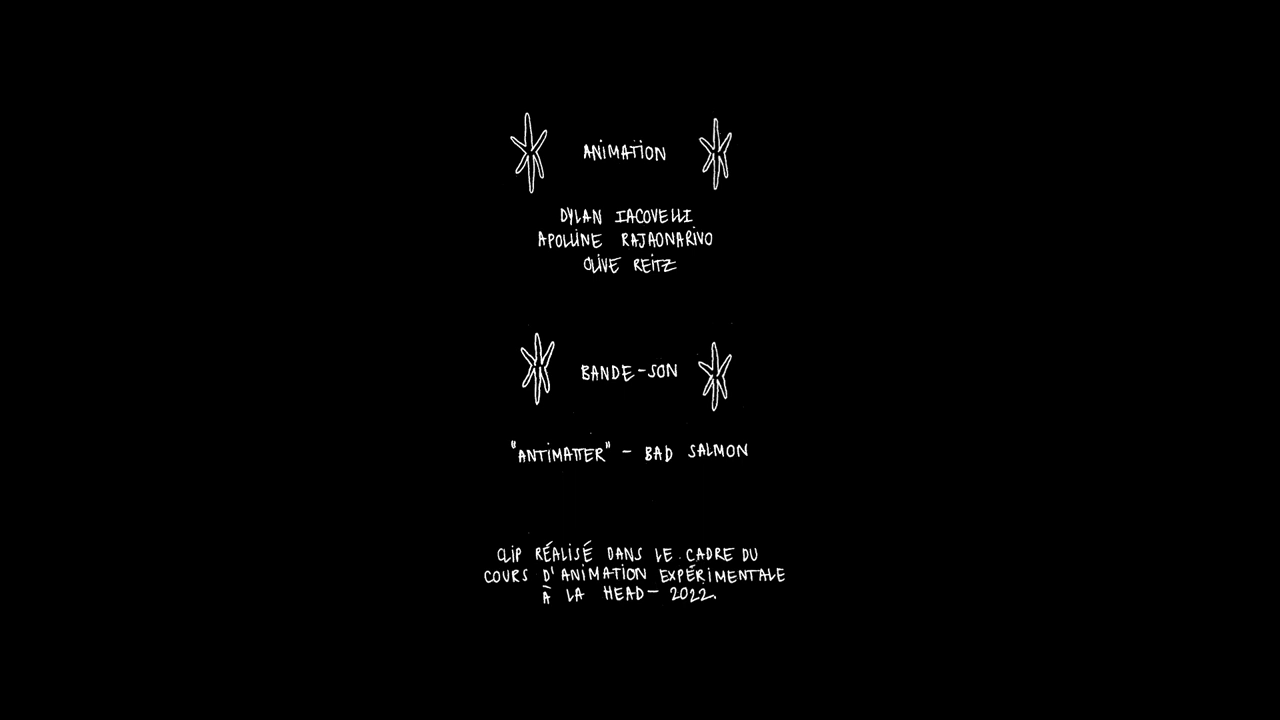 ANIMATION
DYLAN IACOVELLI
APOLLINE RAJAONARIVO
OLIVE REITZ
BANDE-SON
"ANTIMATTER" - BAD SALMON
CLIP RÉALISÉ DANS LE CADRE DU
COURS D'ANIMATION EXPÉRIMENTALE
À LA HEAD - 2022